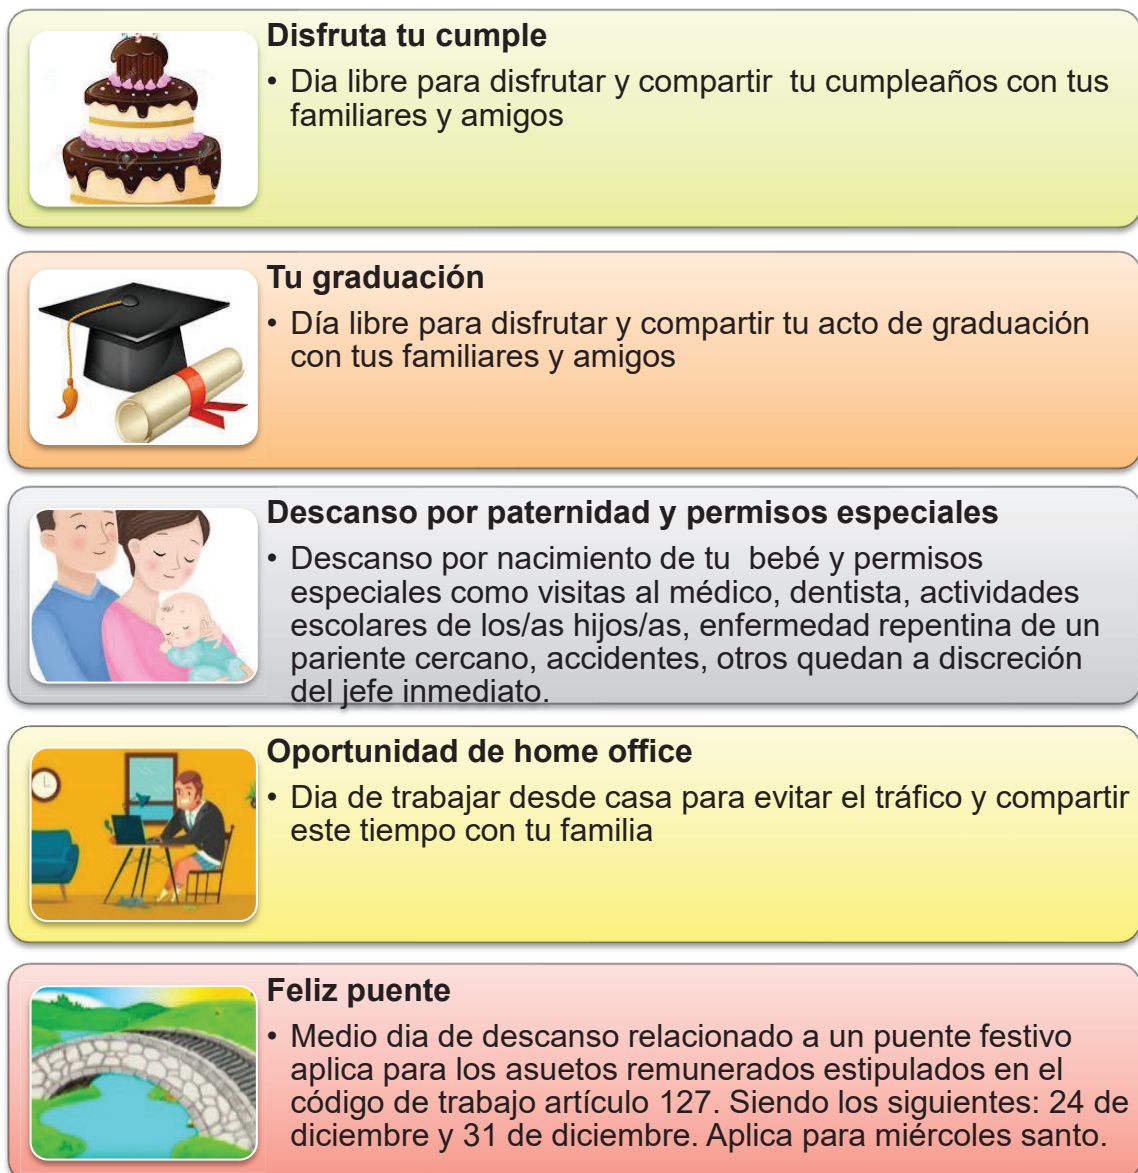 Disfruta tu cumple
• Dia libre para disfrutar y compartir tu cumpleaños con tus
familiares y amigos
Tu graduación
• Día libre para disfrutar y compartir tu acto de graduación
con tus familiares y amigos
Descanso por paternidad y permisos especiales
• Descanso por nacimiento de tu bebé y permisos
especiales como visitas al médico, dentista, actividades
escolares de los/as hijos/as, enfermedad repentina de un
pariente cercano, accidentes, otros quedan a discreción
del jefe inmediato.
Oportunidad de home office
• Dia de trabajar desde casa para evitar el tráfico y compartir
este tiempo con tu familia
Feliz puente
• Medio dia de descanso relacionado a un puente festivo
aplica para los asuetos remunerados estipulados en el
código de trabajo artículo 127. Siendo los siguientes: 24 de
diciembre y 31 de diciembre. Aplica para miércoles santo.